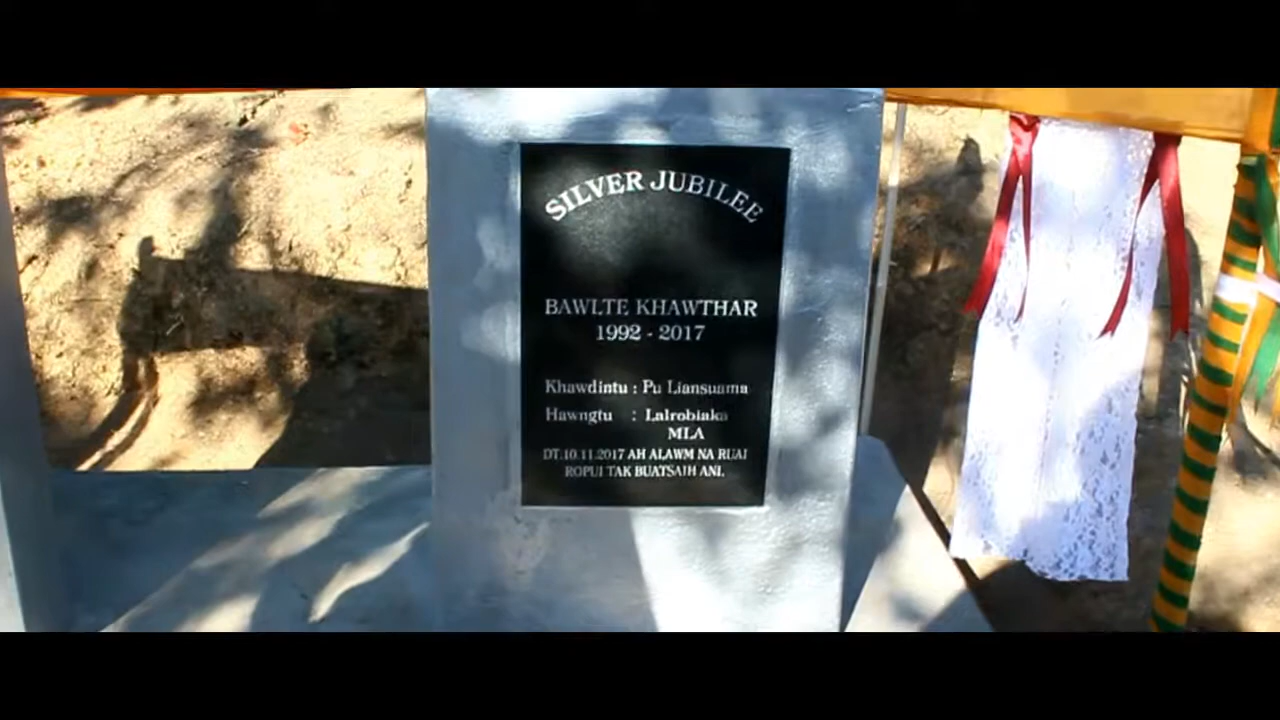 SILVER JUBILEE
BAWLTE KHAWTHAR
1992 - 2017
Khawdintu : Pu Liansuama
Hawngtu : Lalrobiaka
MLA
DT.10.11.2017 AH ALAWM NA RUAI
ROPUI TAK BUATSAIH ANI.